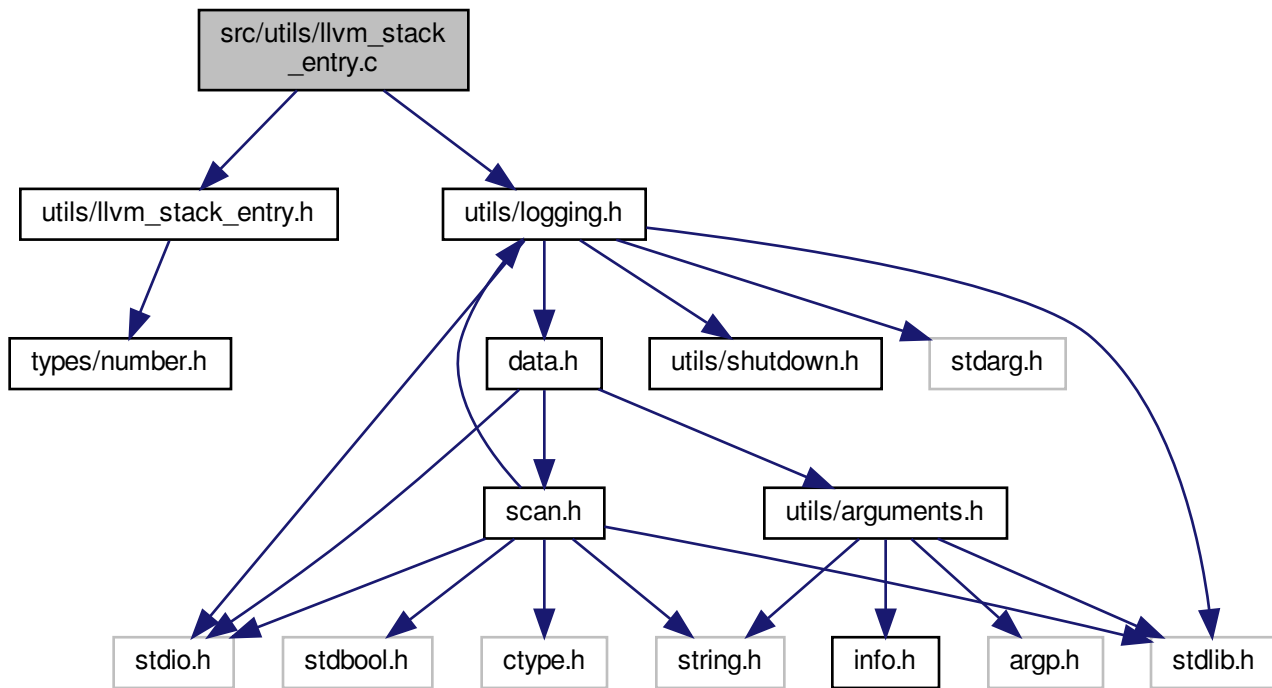 src/utils/llvm_stack
_entry.c
utils/llvm_stack_entry.h
utils/logging.h
types/number.h
data.h
utils/shutdown.h
stdarg.h
scan.h
utils/arguments.h
stdio.h
stdbool.h
ctype.h
string.h
info.h
argp.h
stdlib.h